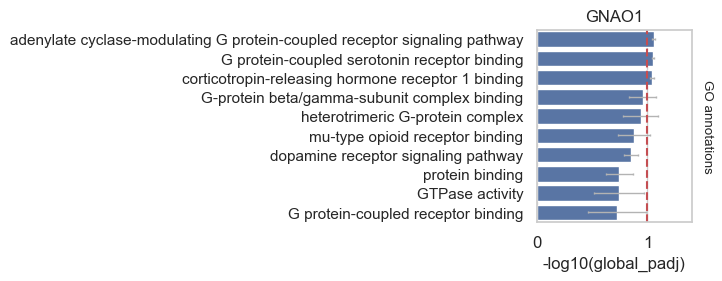 GNAO1
adenylate cyclase-modulating G protein-coupled receptor signaling pathway
G protein-coupled serotonin receptor binding
corticotropin-releasing hormone receptor 1 binding
G-protein beta/gamma-subunit complex binding
heterotrimeric G-protein complex
mu-type opioid receptor binding
dopamine receptor signaling pathway
protein binding
GTPase activity
G protein-coupled receptor binding
GO annotations
0 1
-log10(global_padj)